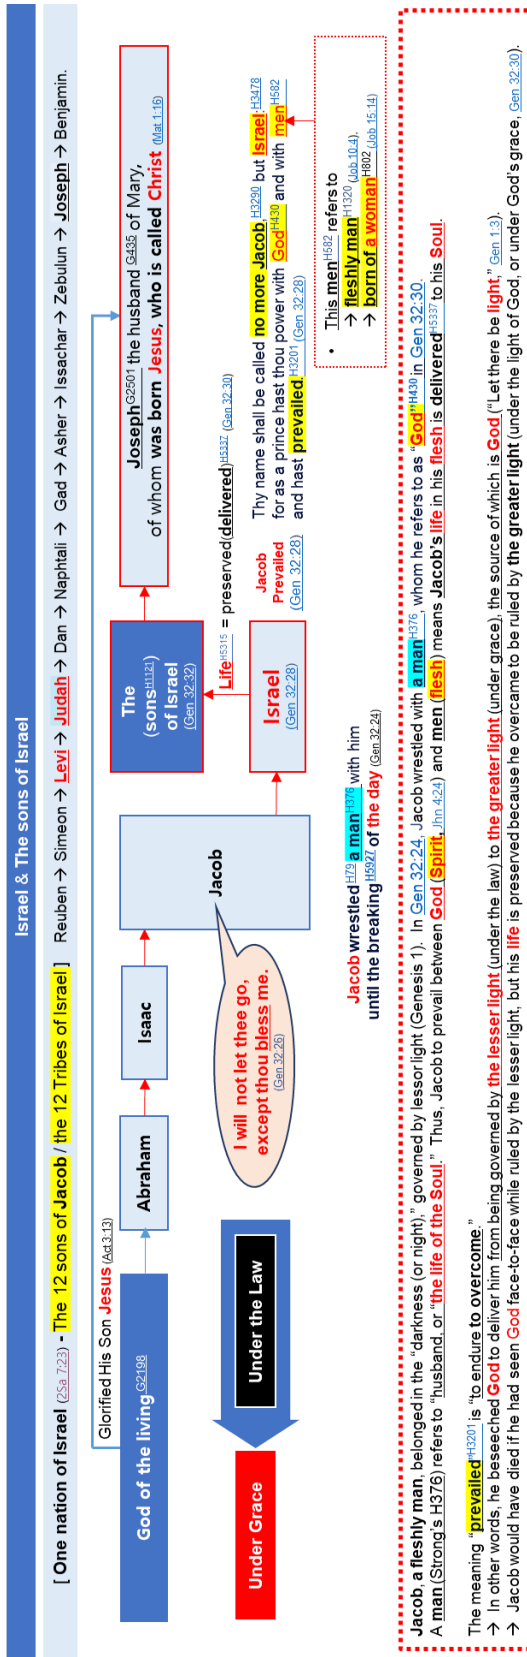 Israel & The sons of Israel
[ One nation of Israel (2Sa 7:23) - The 12 sons of Jacob / the 12 Tribes of Israel ] Reuben → Simeon → Levi → Judah → Dan → Naphtali → Gad → Asher → Issachar → Zebulun → Joseph → Benjamin.
Glorified His Son Jesus (Act 3:13)
God of the living G2198
Abraham
Isaac
Jacob
The
(sons H1121)
of Israel
(Gen 32:32)
Joseph G2501 the husband G435 of Mary,
of whom was born Jesus, who is called Christ (Mat 1:16)
Life H5315 = preserved(delivered) H5337 (Gen 32:30)
Israel
(Gen 32:28)
Jacob
Prevailed
(Gen 32:28)
Thy name shall be called no more Jacob, H3290 but Israel: H3478
for as a prince hast thou power with God H430 and with men H582
and hast prevailed. H3201 (Gen 32:28)
I will not let thee go,
except thou bless me.
(Gen 32:26)
Under Grace
Under the Law
Jacob wrestled H79 a man H376 with him
until the breaking H5927 of the day (Gen 32:24)
• This men H582 refers to
→ fleshly man H1320 (Job 10:4),
→ born of a woman H802 (Job 15:14)
Jacob, a fleshly man, belonged in the “darkness (or night),” governed by lessor light (Genesis 1). In Gen 32:24, Jacob wrestled with a man H376, whom he refers to as “God” H430 in Gen 32:30.
A man (Strong's H376) refers to “husband, or “the life of the Soul.” Thus, Jacob to prevail between God (Spirit, Jhn 4:24) and men (flesh) means Jacob's life in his flesh is delivered H5337 to his Soul.
The meaning “prevailed” H3201 is “to endure to overcome.”
→ In other words, he beseeched God to deliver him from being governed by the lesser light (under the law) to the greater light (under grace), the source of which is God (“Let there be light,” Gen 1:3).
→ Jacob would have died if he had seen God face-to-face while ruled by the lesser light, but his life is preserved because he overcame to be ruled by the greater light (under the light of God, or under God's grace, Gen 32:30).